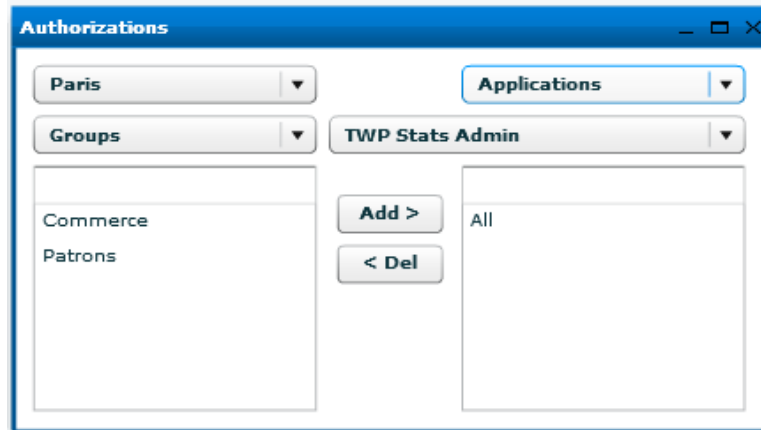 Authorizations
Paris
Applications
Groups
TWP Stats Admin
Commerce
Patrons
Add >
< Del
All